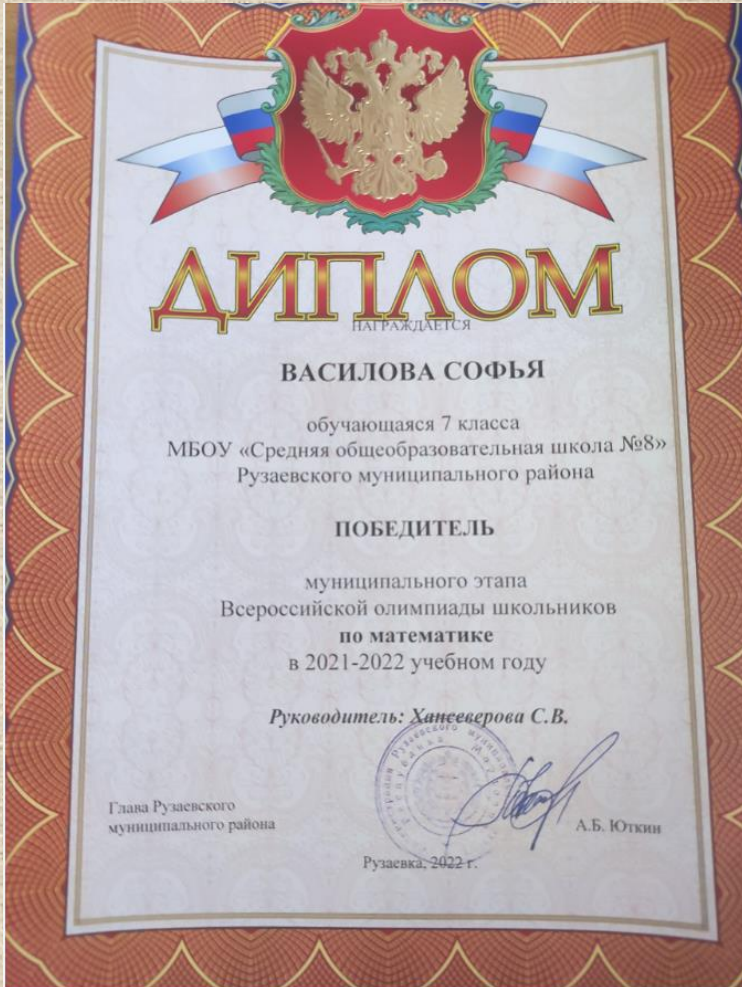 ДИПЛОМ
НАГРАЖДАЕТСЯ
ВАСИЛОВА СОФЬЯ
обучающаяся 7 класса
МБОУ «Средняя общеобразовательная школа №8»
Рузаевского муниципального района
ПОБЕДИТЕЛЬ
муниципального этапа
Всероссийской олимпиады школьников
по математике
в 2021-2022 учебном году
Руководитель: Хансеверова С.В.
Глава Рузаевского
муниципального района
А.Б. Юткин
Рузаевка, 2022 г.